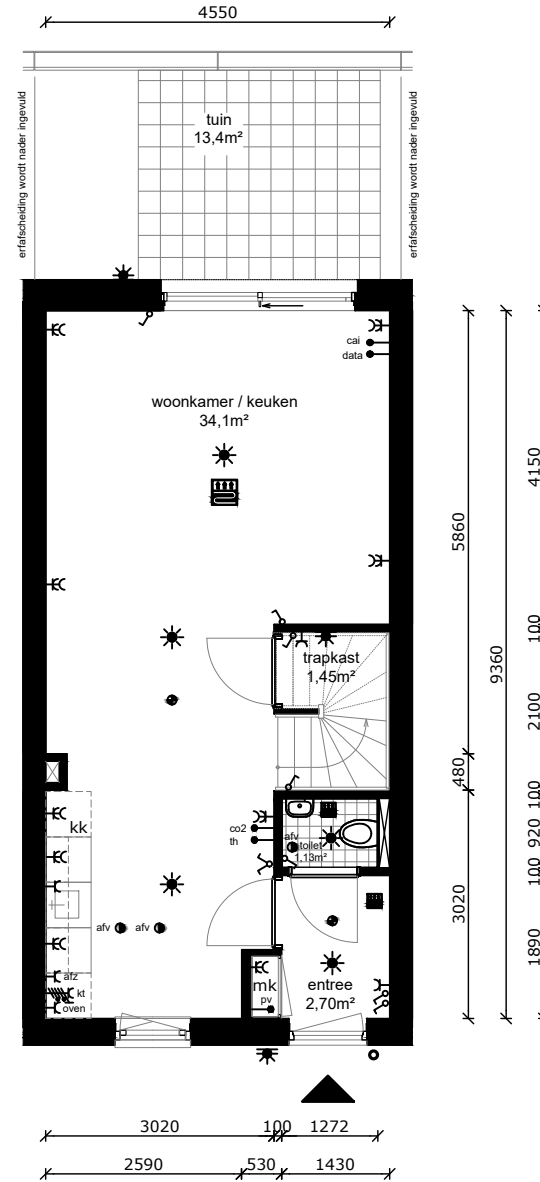 4550
erfafscheiding wordt nader ingevuld
tuin
13,4m²
erfafscheiding wordt nader ingevuld
cai
data
woonkamer / keuken
34,1m²
trapkast
1,45m²
kk
co2
th
afv
toilet
1.13m²
afv
afv
afz
kt
oven
mk
pv
entree
2,70m²
5860
480
3020
9360
4150
100
2100
100
920
100
1890
3020
100
1272
2590
530
1430